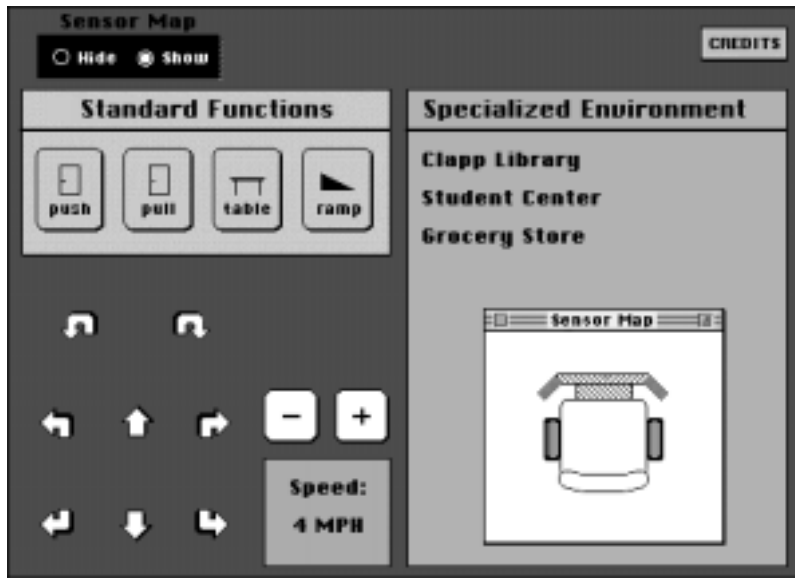 Sensor Map
Hide Show
CREDITS
Standard Functions
push pull table ramp
Specialized Environment
Clapp Library
Student Center
Grocery Store
Sensor Map
- +
Speed:
4 MPH